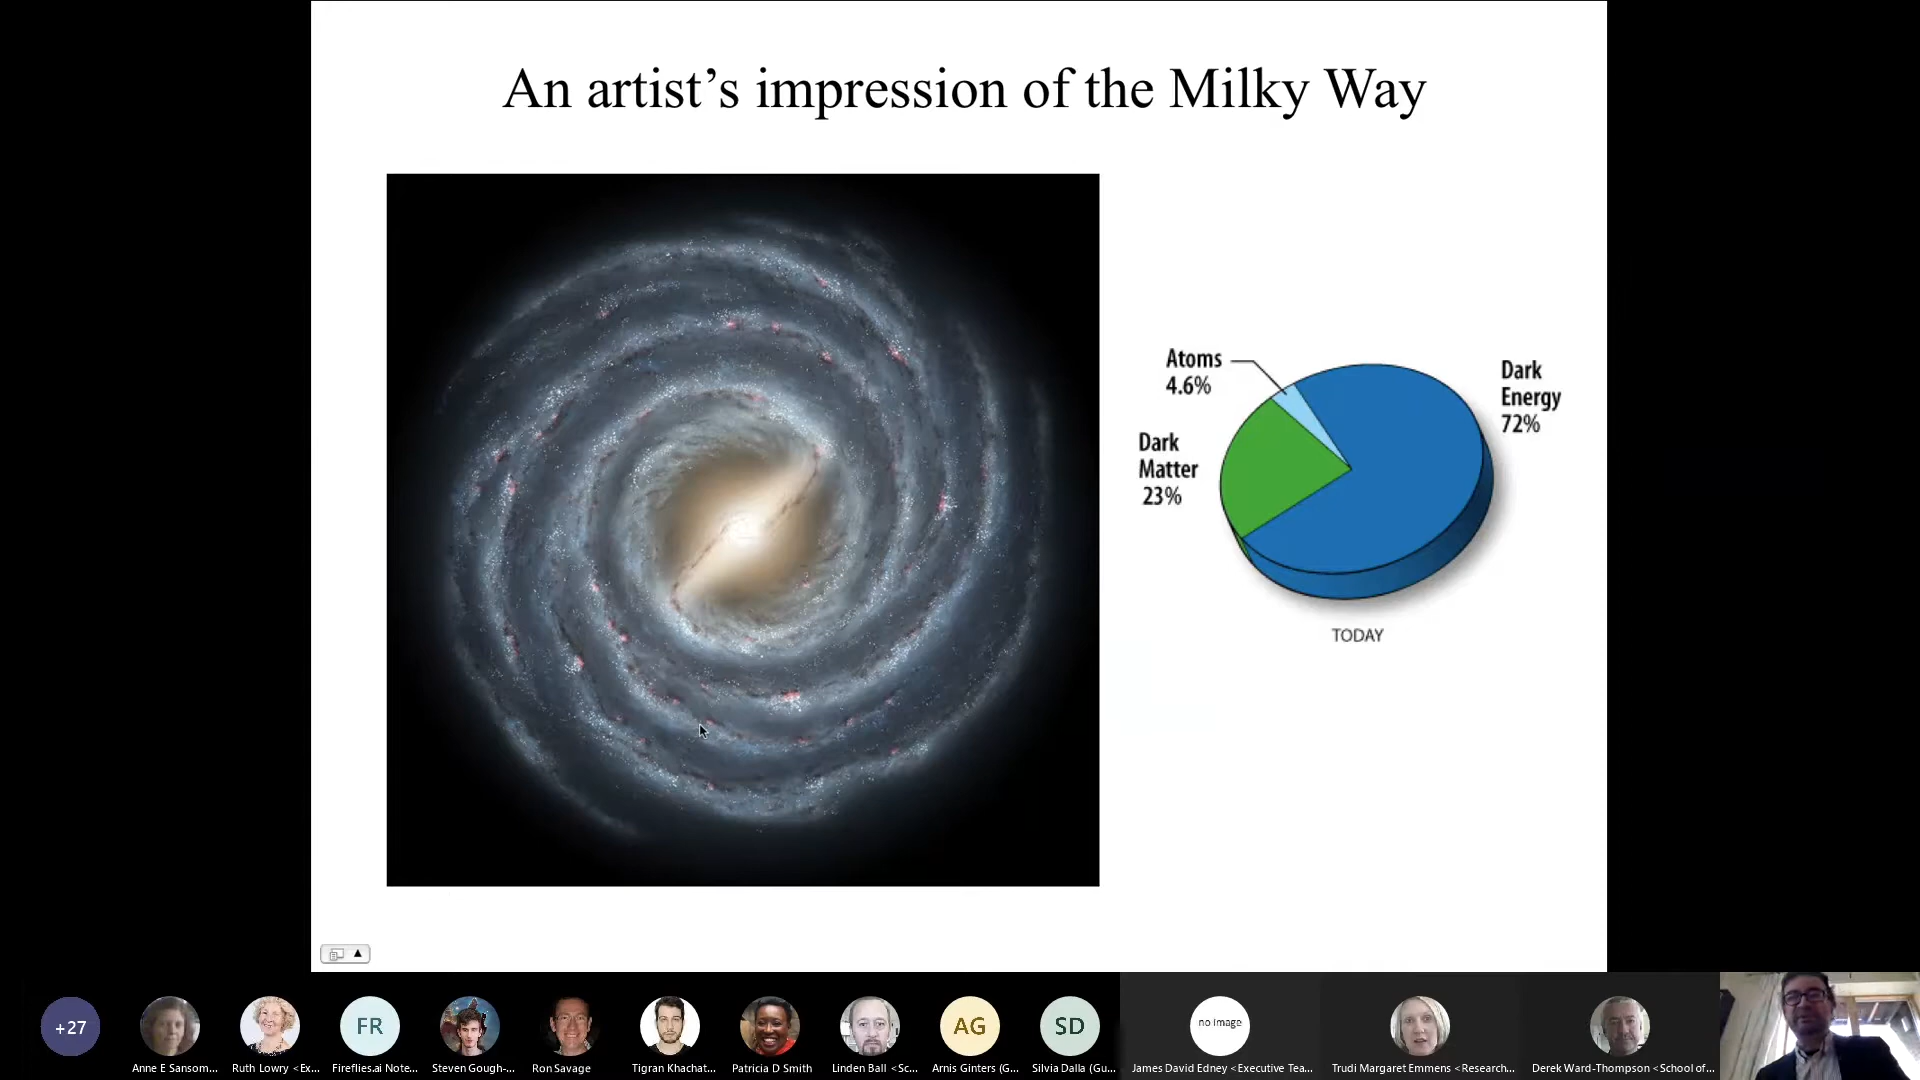 An artist’s impression of the Milky Way
Atoms
4.6%
Dark
Energy
72%
Dark
Matter
23%
TODAY
+27
FR
AG
SD
no image
Anne E Sansom...
Ruth Lowry <Ex...
Fireflies.ai Note...
Steven Gough-...
Ron Savage
Tigran Khachat...
Patricia D Smith
Linden Ball <Sc...
Arnis Ginters (G...
Silvia Dalla (Gu...
James David Edney <Executive Tea...
Trudi Margaret Emmens <Research...
Derek Ward-Thompson <School of...